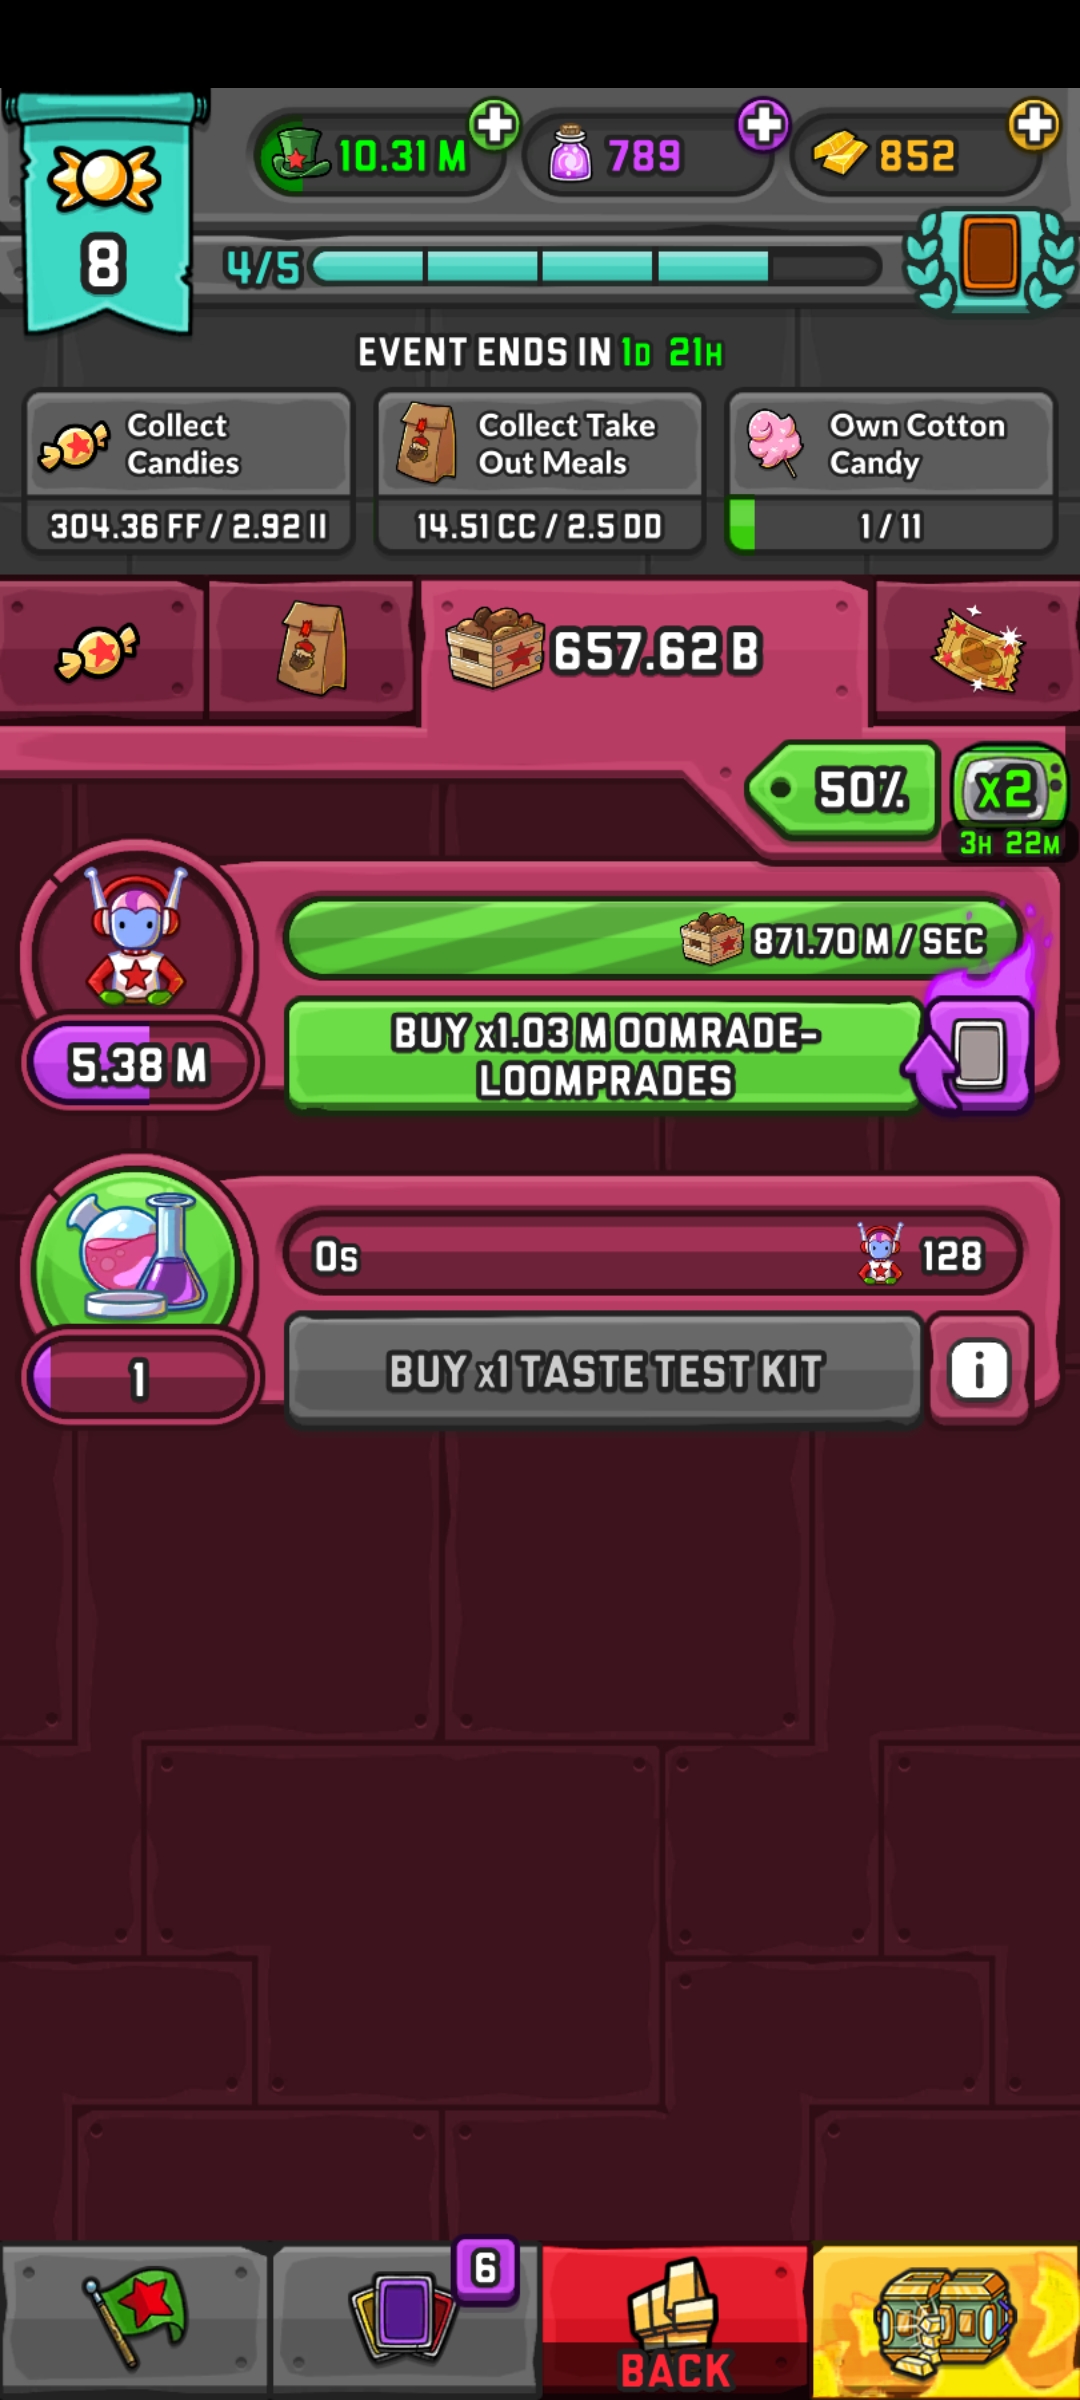 10.31 M
789
852
8
4/5
EVENT ENDS IN 1D 21H
Collect
Candies
304.36 FF / 2.92 II
Collect Take
Out Meals
14.51 CC / 2.5 DD
Own Cotton
Candy
1 / 11
657.62 B
50%
x2
3H 22M
871.70 M / SEC
5.38 M
BUY x1.03 M OOMRADE-
LOOMPRADES
0s
128
1
BUY x1 TASTE TEST KIT
i
6
BACK